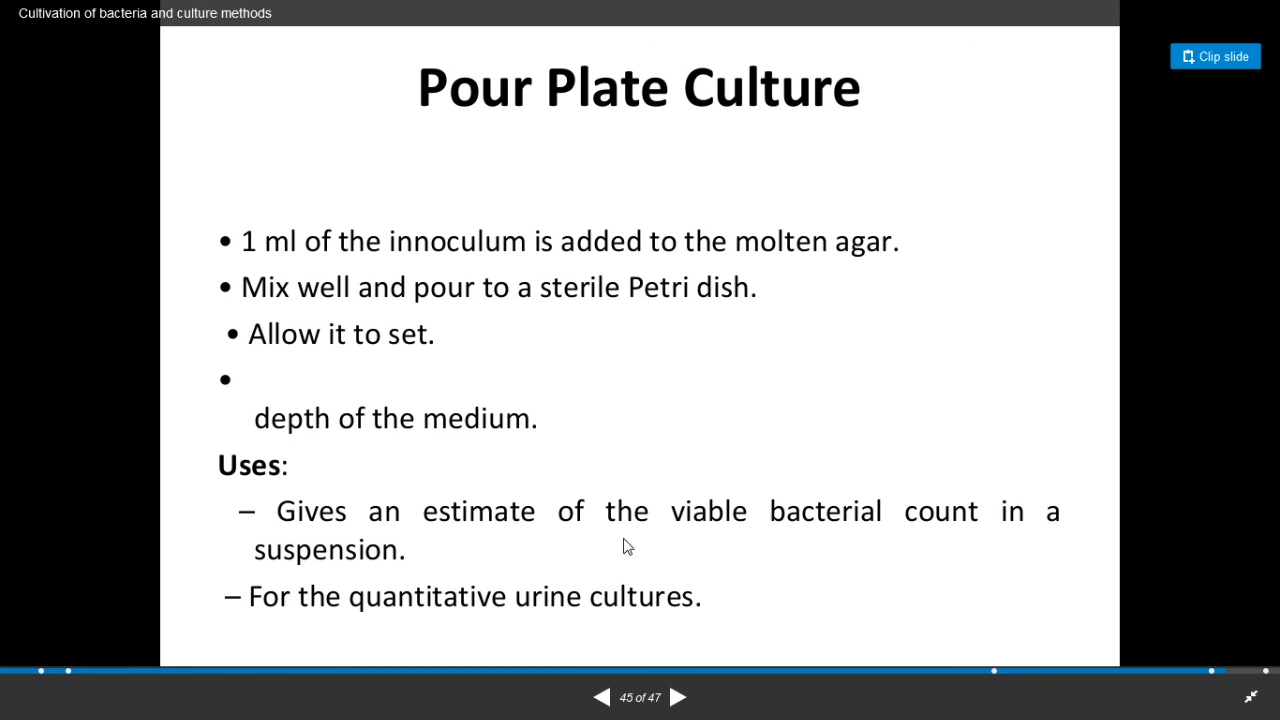 Cultivation of bacteria and culture methods
Clip slide
Pour Plate Culture
• 1 ml of the innoculum is added to the molten agar.
• Mix well and pour to a sterile Petri dish.
• Allow it to set.
•
depth of the medium.
Uses:
– Gives an estimate of the viable bacterial count in a
suspension.
– For the quantitative urine cultures.
45 of 47